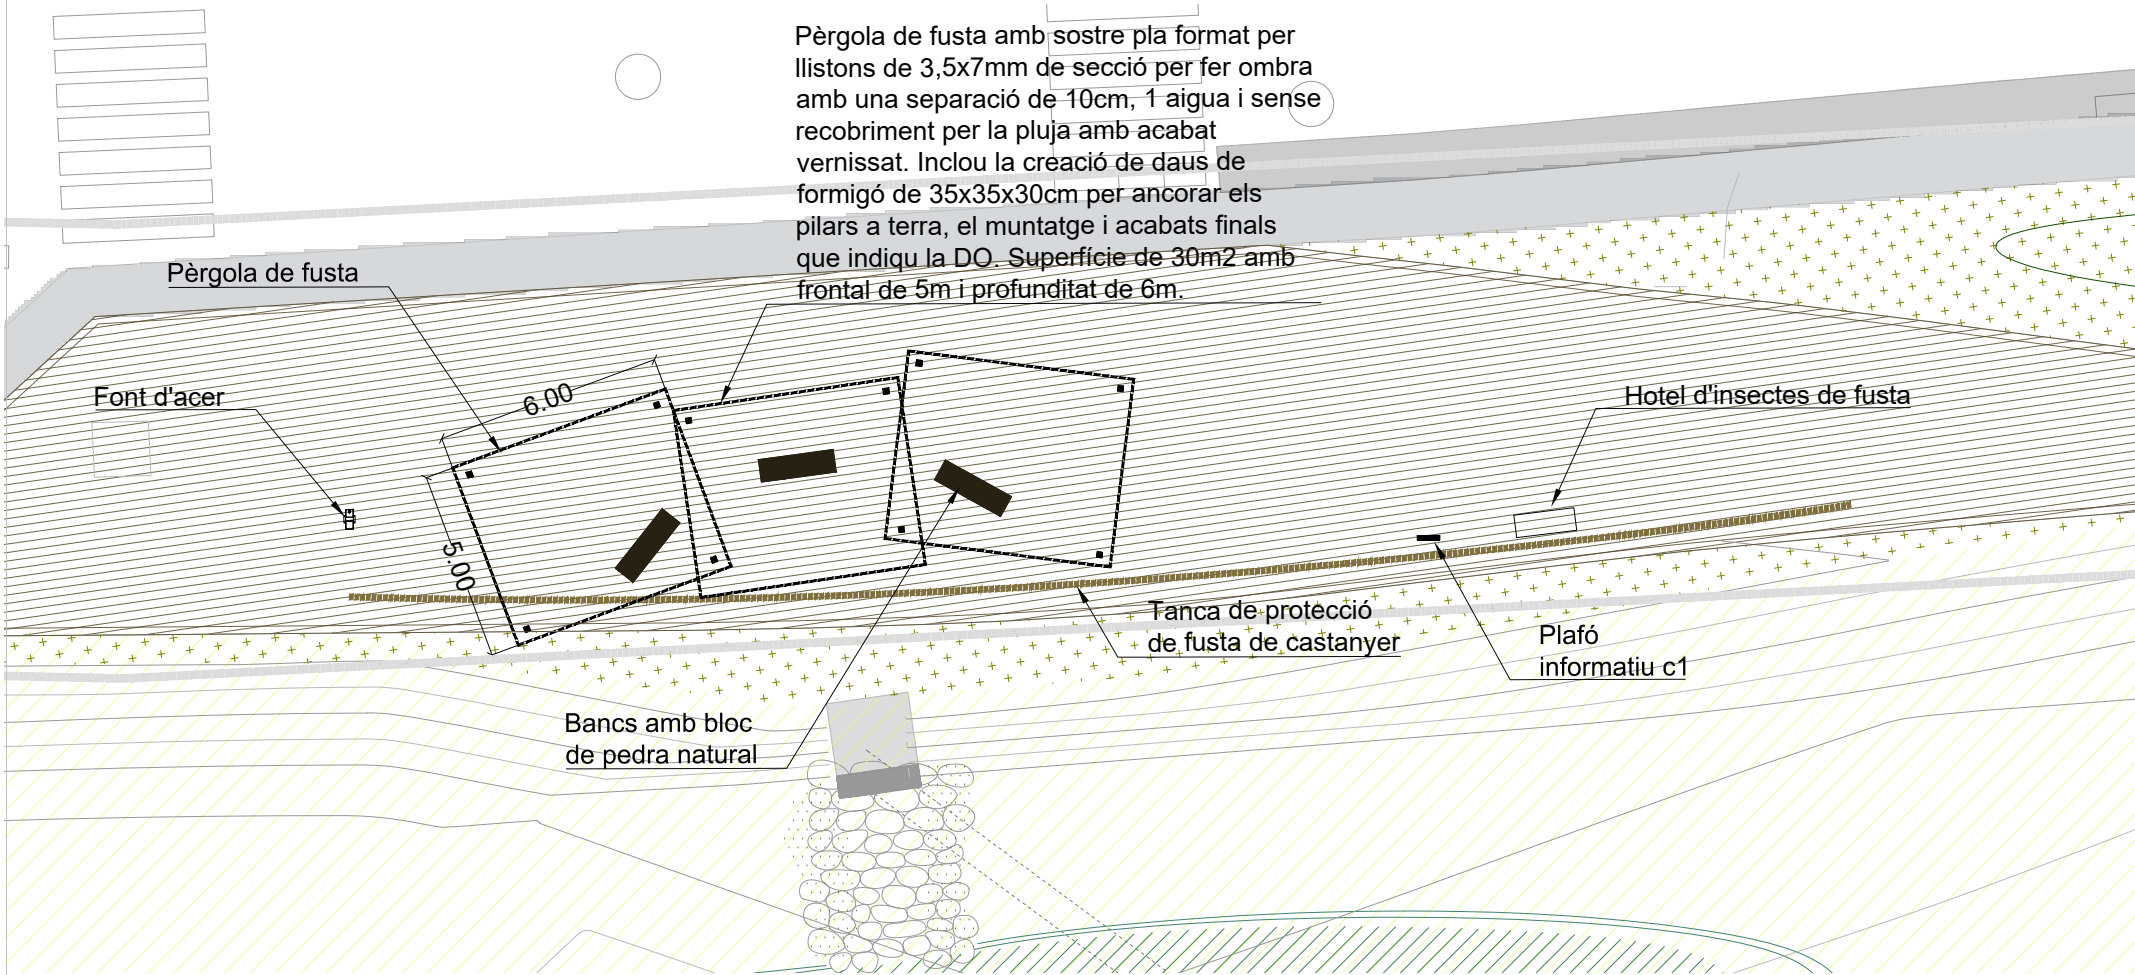 Pèrgola de fusta amb sostre pla format per
llistons de 3,5x7mm de secció per fer ombra
amb una separació de 10cm, 1 aigua i sense
recobriment per la pluja amb acabat
vernissat. Inclou la creació de daus de
formigó de 35x35x30cm per ancorar els
pilars a terra, el muntatge i acabats finals
que indiqu la DO. Superfície de 30m2 amb
frontal de 5m i profunditat de 6m.
Pèrgola de fusta
Font d'acer
6.00
5.00
Hotel d'insectes de fusta
Tanca de protecció
de fusta de castanyer
Plafó
informatiu c1
Bancs amb bloc
de pedra natural